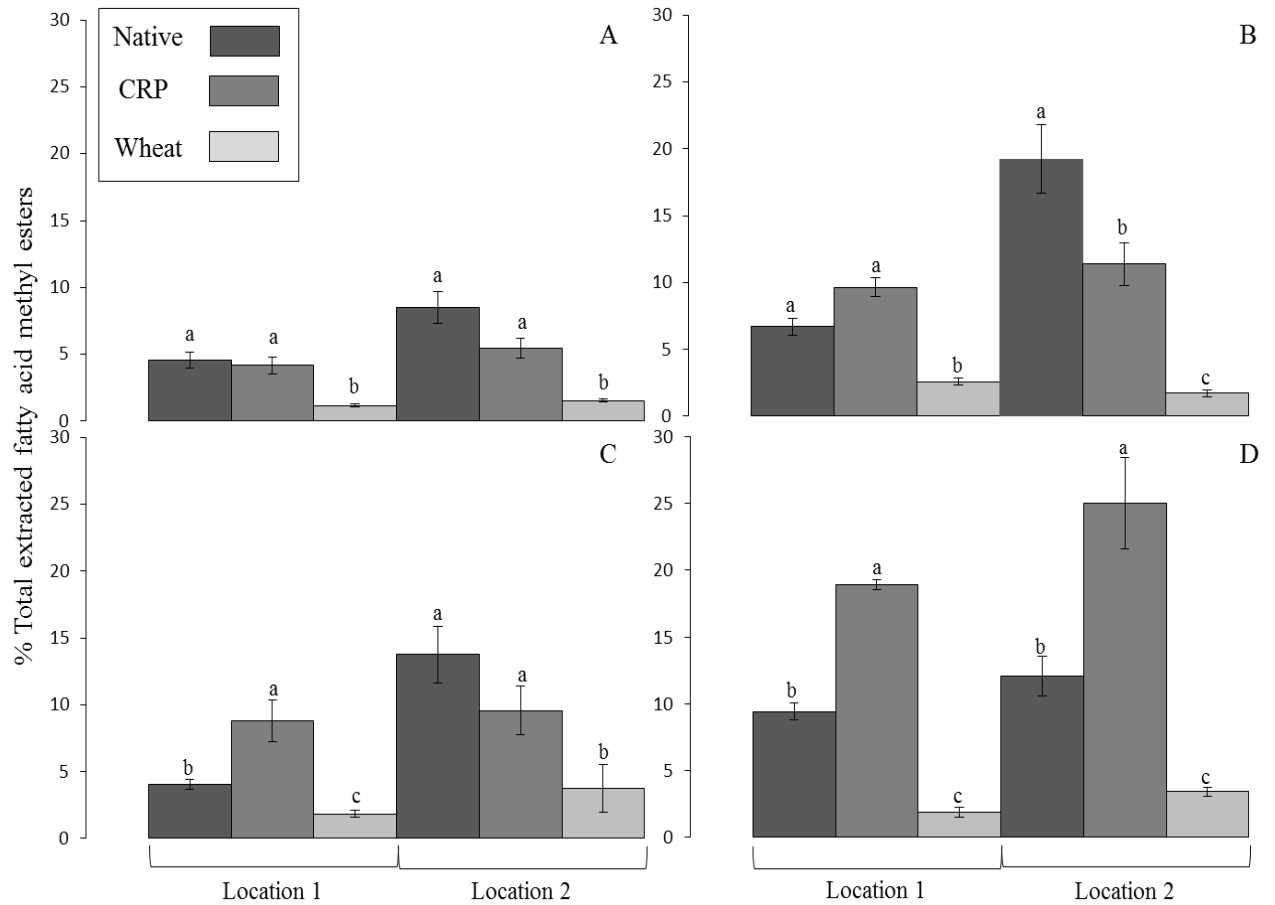 % Total extracted fatty acid methyl esters
Native
CRP
Wheat
A
30
25
20
15
10
5
0
a
a
b
a
a
b
B
30
25
20
15
10
5
0
a
a
b
a
b
c
C
30
25
20
15
10
5
0
b
a
c
a
a
b
Location 1
Location 2
D
30
25
20
15
10
5
0
b
a
c
b
a
c
Location 1
Location 2